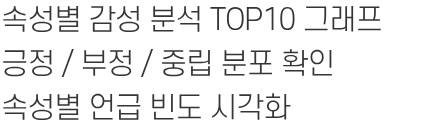 속성별 감성 분석 TOP10 그래프
긍정 / 부정 / 중립 분포 확인
속성별 언급 빈도 시각화